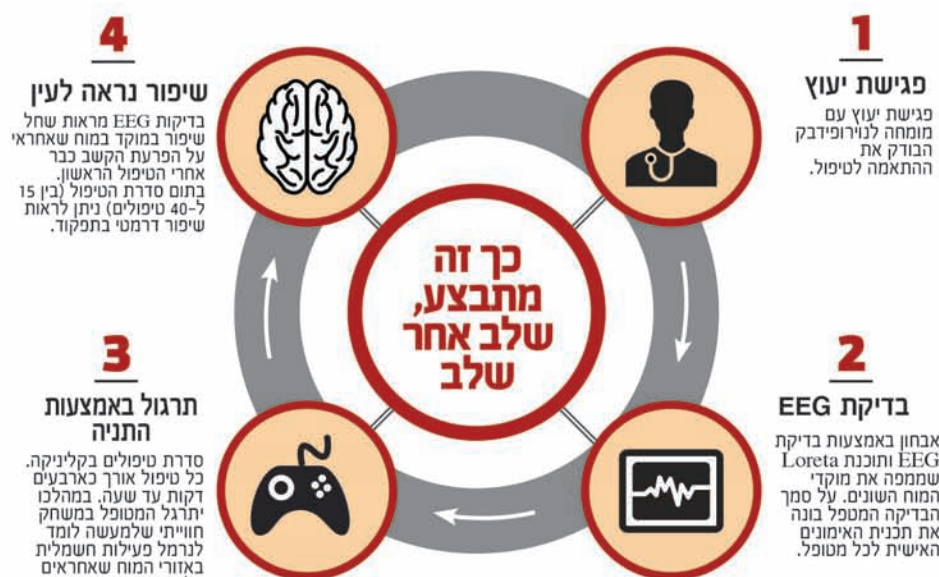 1
פגישת יעוץ
פגישת יעוץ עם
מומחה לנוירופידבק
הבודק את
ההתאמה לטיפול.
2
בדיקת EEG
אבחון באמצעות בדיקת
EEG ותוכנת Loreta
שממפה את מוקדי
המוח השונים. על סמך
הבדיקה המטפל בונה
את תכנית האימונים
האישית לכל מטופל.
3
תרגול באמצעות
התניה
סדרת טיפולים בקליניקה.
כל טיפול אורך כארבעים
דקות עד שעה. במהלכו
יתרגל המטופל במשחק
חווייתי שלמעשה לומד
לנרמל פעילות חשמלית
באזורי המוח שאחראים
4
שיפור נראה לעין
בדיקות EEG מראות שחל
שיפור במוקד במוח שאחראי
על הפרעת הקשב כבר
אחרי הטיפול הראשון.
בתום סדרת הטיפול (בין 15
ל-40 טיפולים) ניתן לראות
שיפור דרמטי בתפקוד.
כך זה
מתבצע,
שלב אחר
שלב